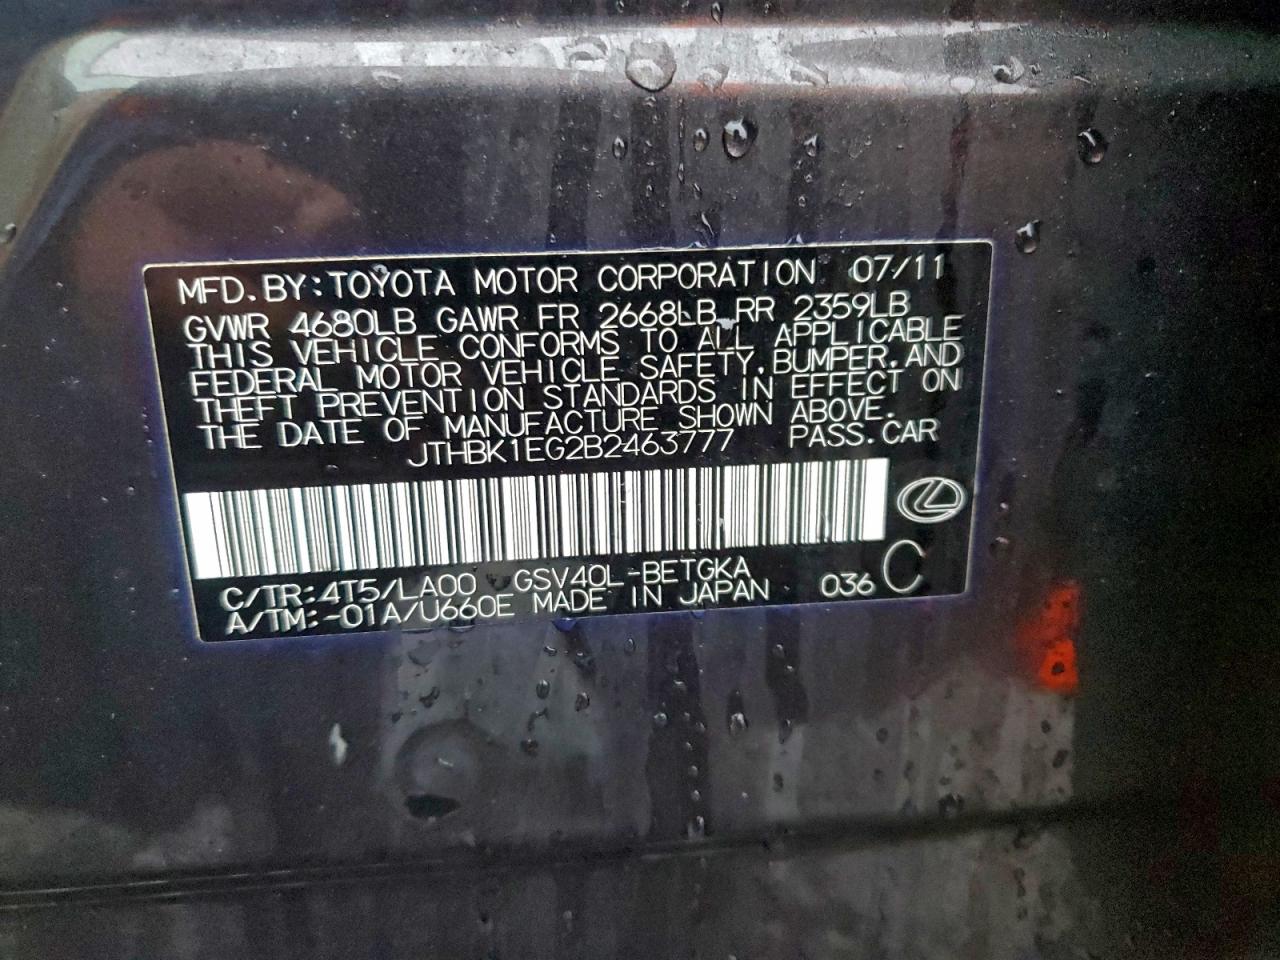 MFD.BY:TOYOTA MOTOR CORPORATION 07/11
GVWR 4680LB GAWR FR 2668LB RR 2359LB
THIS VEHICLE CONFORMS TO ALL APPLICABLE
FEDERAL MOTOR VEHICLE SAFETY,BUMPER,AND
THEFT PREVENTION STANDARDS IN EFFECT ON
THE DATE OF MANUFACTURE SHOWN ABOVE.
JTHBK1EG2B2463777 PASS.CAR
C/TR:4T5/LA00 GSV40L-BETGKA
A/TM:-01A/U660E MADE IN JAPAN 036 C